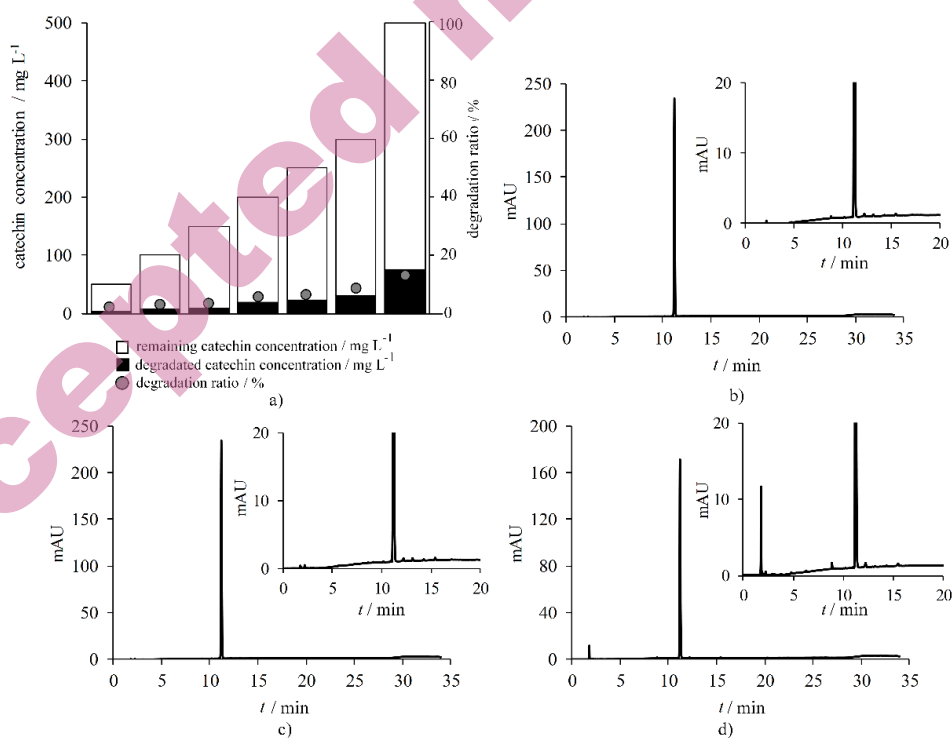 cepted m
500
400
300
200
100
0
catechin concentration / mg L⁻¹
100
80
60
40
20
0
degradation ratio / %
remaining catechin concentration / mg L⁻¹
degraded catechin concentration / mg L⁻¹
degradation ratio / %
a)
250
200
150
100
50
0
mAU
0 5 10 15 20 25 30 35
t / min
20
10
0
mAU
0 5 10 15 20
t / min
b)
250
200
150
100
50
0
mAU
0 5 10 15 20 25 30 35
t / min
20
10
0
mAU
0 5 10 15 20
t / min
c)
200
160
120
80
40
0
mAU
0 5 10 15 20 25 30 35
t / min
20
10
0
mAU
0 5 10 15 20
t / min
d)